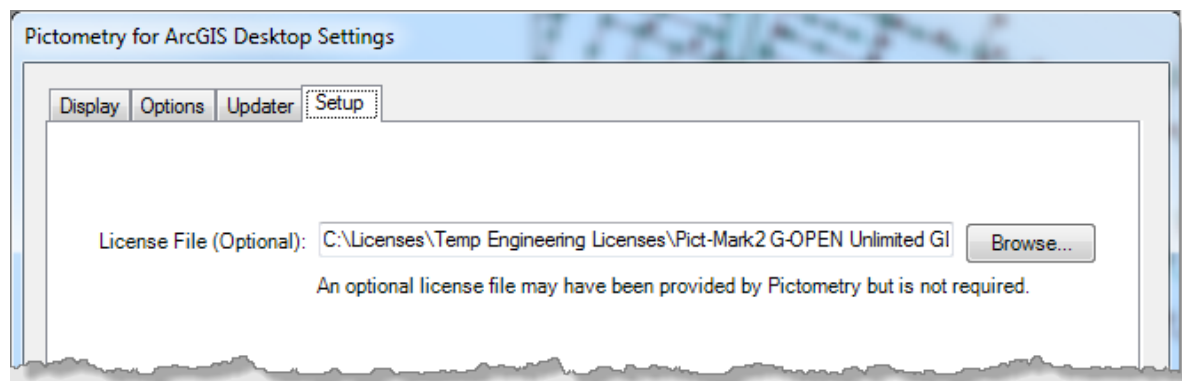 Pictometry for ArcGIS Desktop Settings
Display Options Updater Setup
License File (Optional): C:\Licenses\Temp Engineering Licenses\Pict-Mark2 G-OPEN Unlimited GI Browse...
An optional license file may have been provided by Pictometry but is not required.